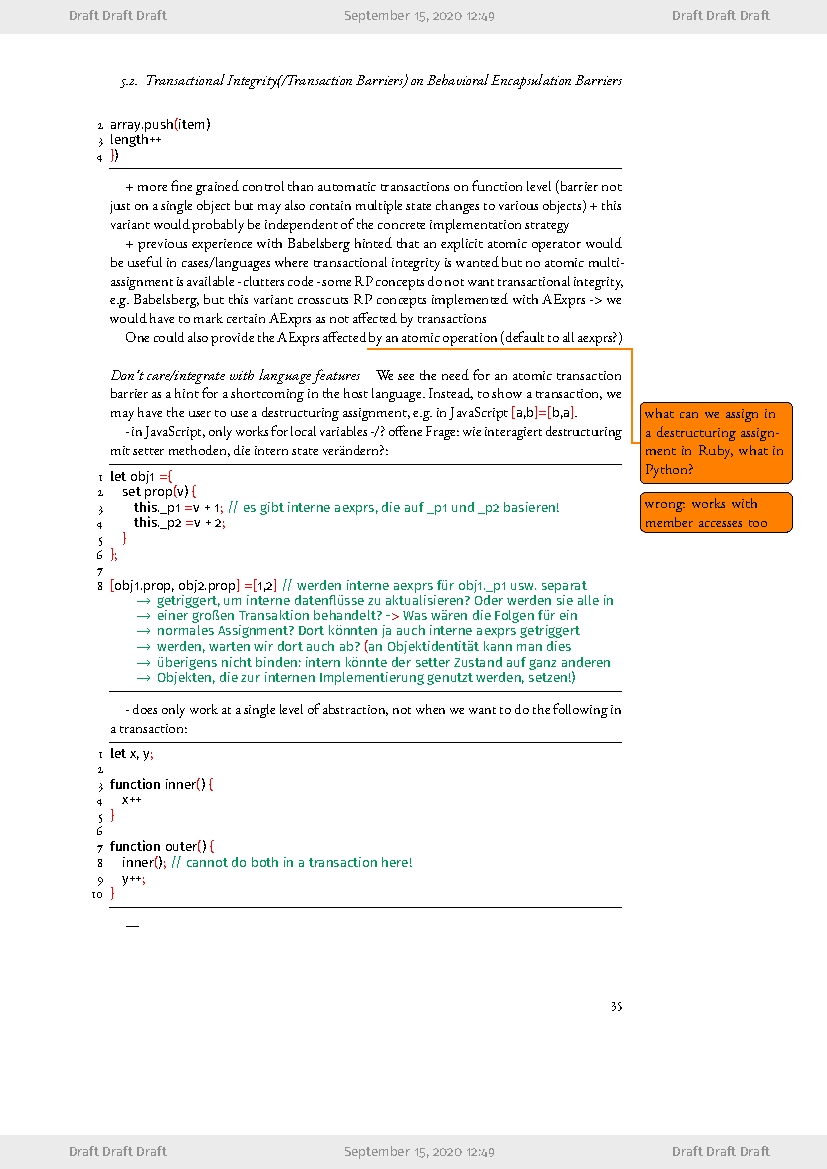 Draft Draft Draft September 15, 2020 12:49 Draft Draft Draft
5.2. Transactional Integrity(/Transaction Barriers) on Behavioral Encapsulation Barriers
2 array.push(item)
3 length++
4 })
+ more fine grained control than automatic transactions on function level (barrier not
just on a single object but may also contain multiple state changes to various objects) + this
variant would probably be independent of the concrete implementation strategy
+ previous experience with Babelsberg hinted that an explicit atomic operator would
be useful in cases/languages where transactional integrity is wanted but no atomic multi-
assignment is available - clutters code - some RP concepts do not want transactional integrity,
e.g. Babelsberg, but this variant crosscuts RP concepts implemented with AExprs -> we
would have to mark certain AExprs as not affected by transactions
One could also provide the AExprs affected by an atomic operation (default to all aexprs?)
Don't care/integrate with language features We see the need for an atomic transaction
barrier as a hint for a shortcoming in the host language. Instead, to show a transaction, we
may have the user to use a destructuring assignment, e.g. in JavaScript [a,b]=[b,a].
- in JavaScript, only works for local variables -/? offene Frage: wie interagiert destructuring
mit setter methoden, die intern state verändern?:
what can we assign in
a destructuring assign-
ment in Ruby, what in
Python?
wrong: works with
member accesses too
1 let obj1 ={
2 set prop(v) {
3 this._p1 =v + 1; // es gibt interne aexprs, die auf _p1 und _p2 basieren!
4 this._p2 =v + 2;
5 }
6 };
7
8 [obj1.prop, obj2.prop] =[1,2] // werden interne aexprs für obj1._p1 usw. separat
→ getriggert, um interne datenflüsse zu aktualisieren? Oder werden sie alle in
→ einer großen Transaktion behandelt? -> Was wären die Folgen für ein
→ normales Assignment? Dort könnten ja auch interne aexprs getriggert
→ werden, warten wir dort auch ab? (an Objektidentität kann man dies
→ überigens nicht binden: intern könnte der setter Zustand auf ganz anderen
→ Objekten, die zur internen Implementierung genutzt werden, setzen!)
- does only work at a single level of abstraction, not when we want to do the following in
a transaction:
1 let x, y;
2
3 function inner() {
4 x++
5 }
6
7 function outer() {
8 inner(); // cannot do both in a transaction here!
9 y++;
10 }
—
35
Draft Draft Draft September 15, 2020 12:49 Draft Draft Draft